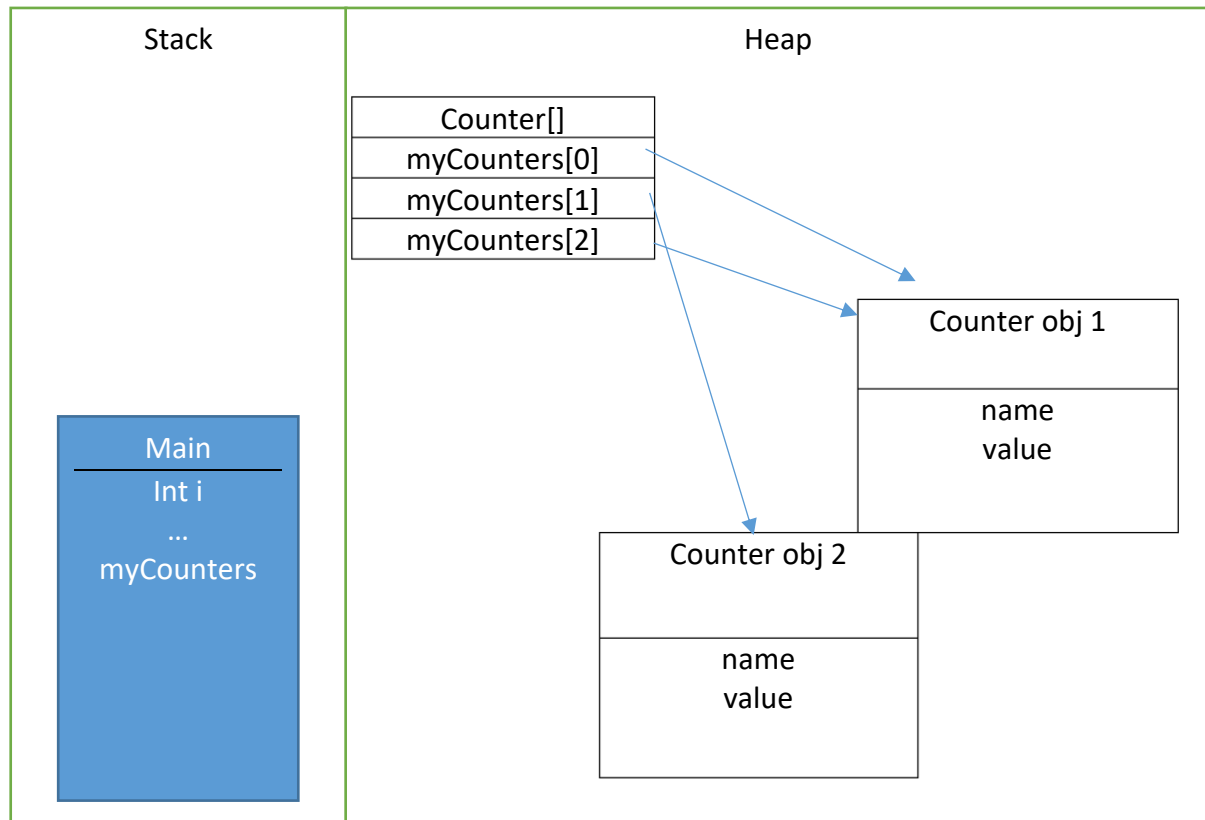 Stack
Heap
Counter[]
myCounters[0]
myCounters[1]
myCounters[2]
Counter obj 1
name
value
Main
Int i
…
myCounters
Counter obj 2
name
value